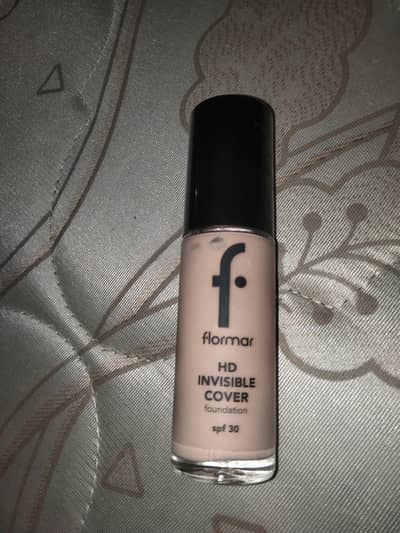 f.
flormar
HD
INVISIBLE
COVER
foundation
spf 30